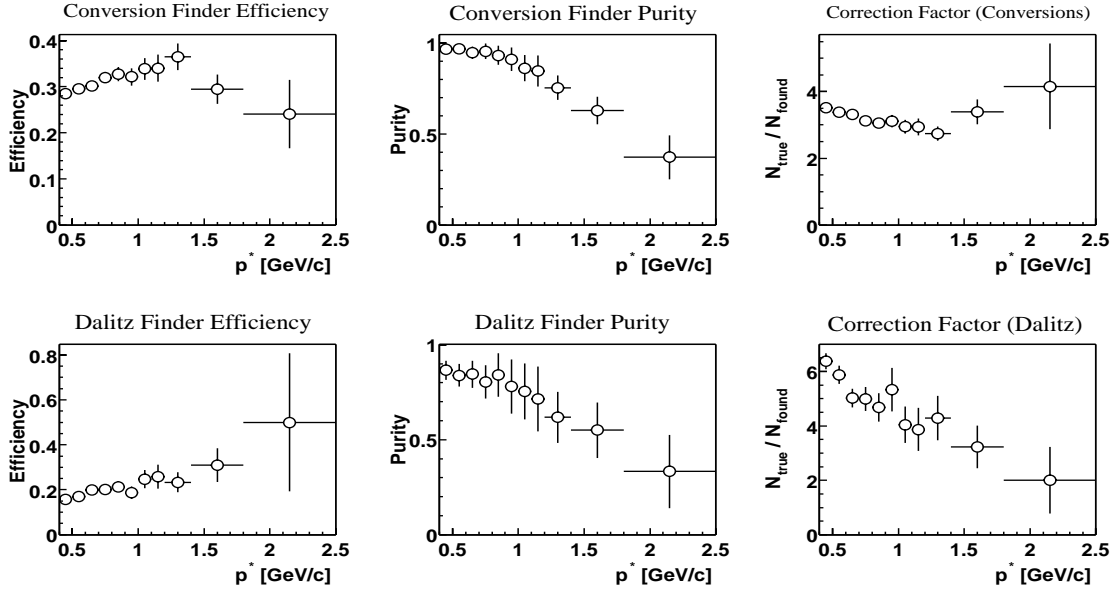 Conversion Finder Efficiency
Efficiency
0.4
0.3
0.2
0.1
0
0.5 1 1.5 2 2.5
p* [GeV/c]
Conversion Finder Purity
Purity
1
0.5
0
0.5 1 1.5 2 2.5
p* [GeV/c]
Correction Factor (Conversions)
N_true / N_found
4
2
0
0.5 1 1.5 2 2.5
p* [GeV/c]
Dalitz Finder Efficiency
Efficiency
0.8
0.6
0.4
0.2
0
0.5 1 1.5 2 2.5
p* [GeV/c]
Dalitz Finder Purity
Purity
1
0.5
0
0.5 1 1.5 2 2.5
p* [GeV/c]
Correction Factor (Dalitz)
N_true / N_found
6
4
2
0
0.5 1 1.5 2 2.5
p* [GeV/c]